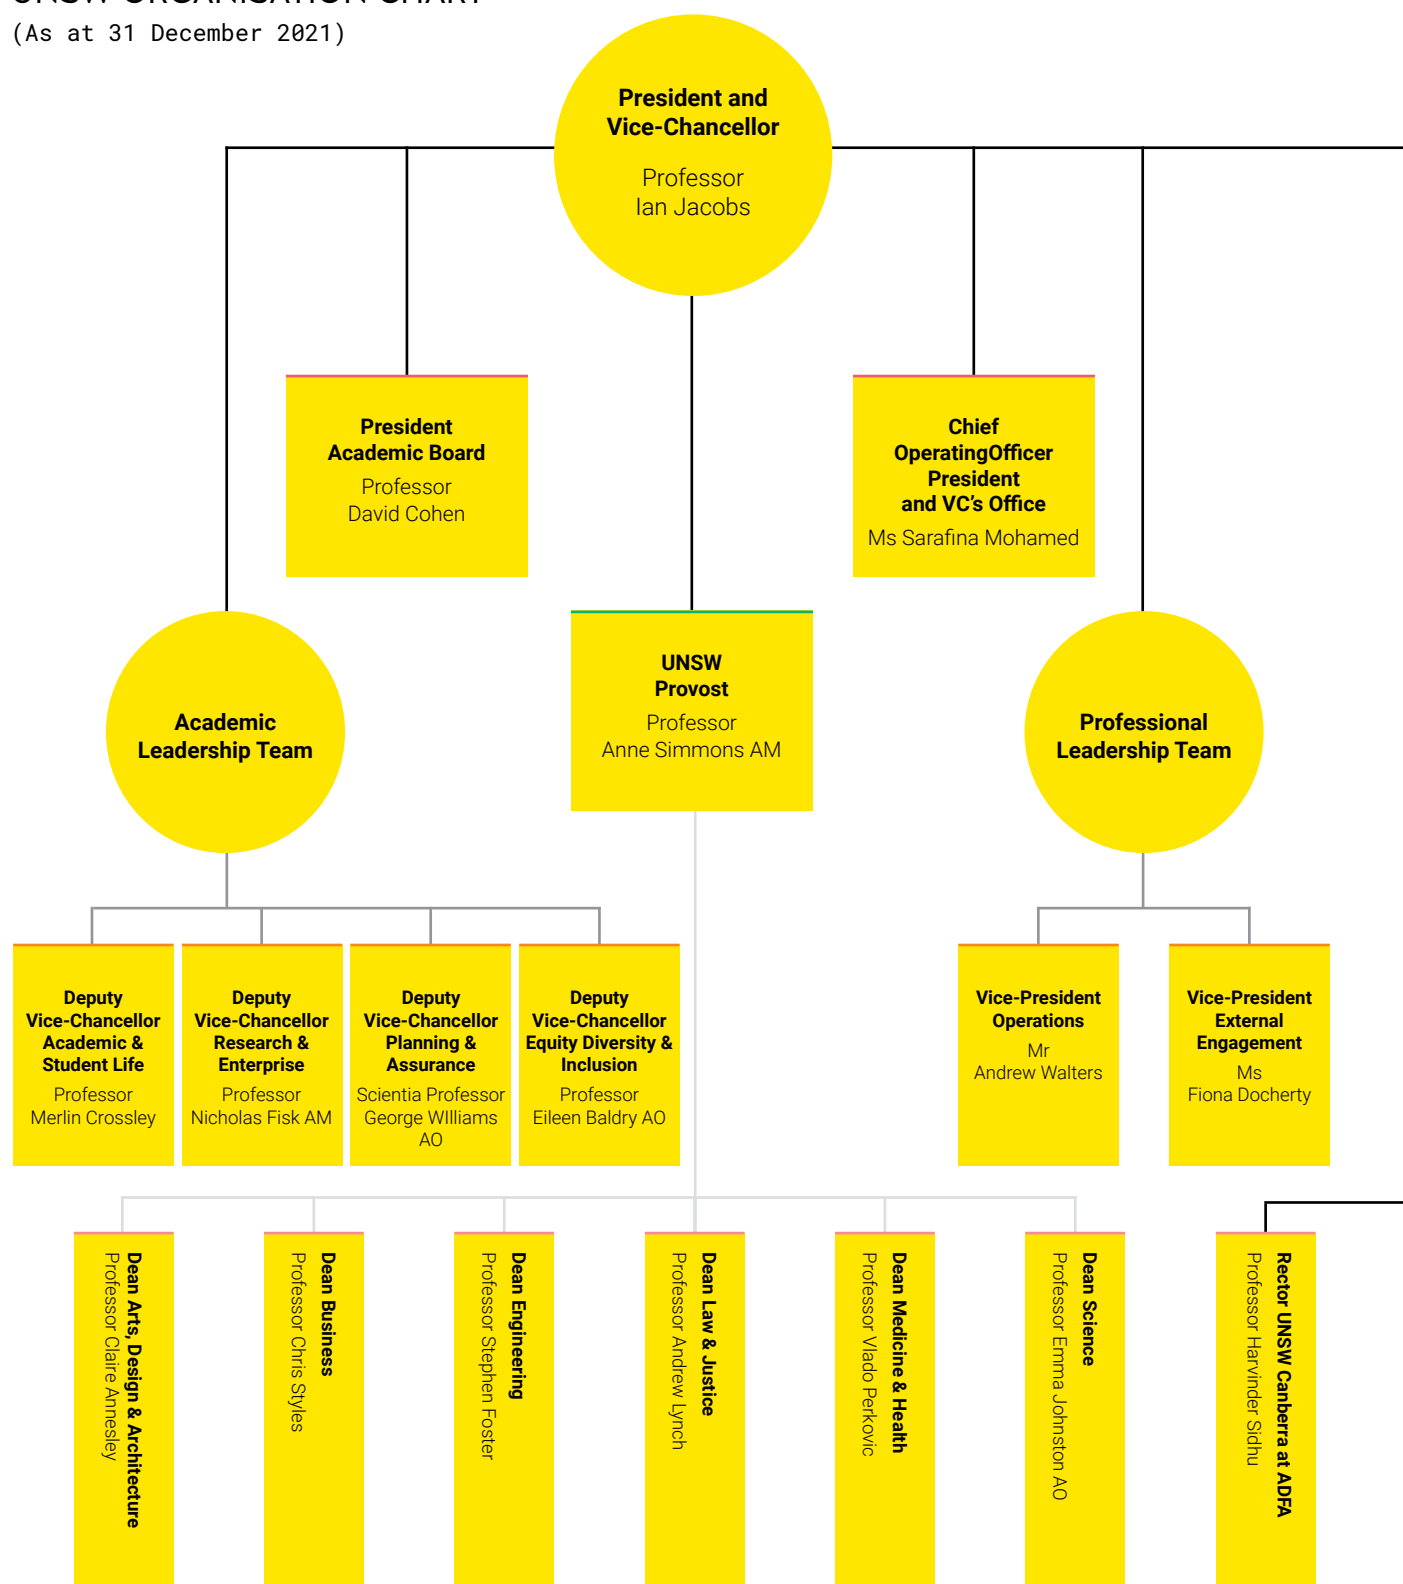 UNSW ORGANISATION CHART
(As at 31 December 2021)
President and
Vice-Chancellor
Professor
Ian Jacobs
President
Academic Board
Professor
David Cohen
Chief
OperatingOfficer
President
and VC's Office
Ms Sarafina Mohamed
Academic
Leadership Team
UNSW
Provost
Professor
Anne Simmons AM
Professional
Leadership Team
Deputy
Vice-Chancellor
Academic &
Student Life
Professor
Merlin Crossley
Deputy
Vice-Chancellor
Research &
Enterprise
Professor
Nicholas Fisk AM
Deputy
Vice-Chancellor
Planning &
Assurance
Scientia Professor
George WIlliams
AO
Deputy
Vice-Chancellor
Equity Diversity &
Inclusion
Professor
Eileen Baldry AO
Vice-President
Operations
Mr
Andrew Walters
Vice-President
External
Engagement
Ms
Fiona Docherty
Dean Arts, Design & Architecture
Professor Claire Annesley
Dean Business
Professor Chris Styles
Dean Engineering
Professor Stephen Foster
Dean Law & Justice
Professor Andrew Lynch
Dean Medicine & Health
Professor Vlado Perkovic
Dean Science
Professor Emma Johnston AO
Rector UNSW Canberra at ADFA
Professor Harvinder Sidhu